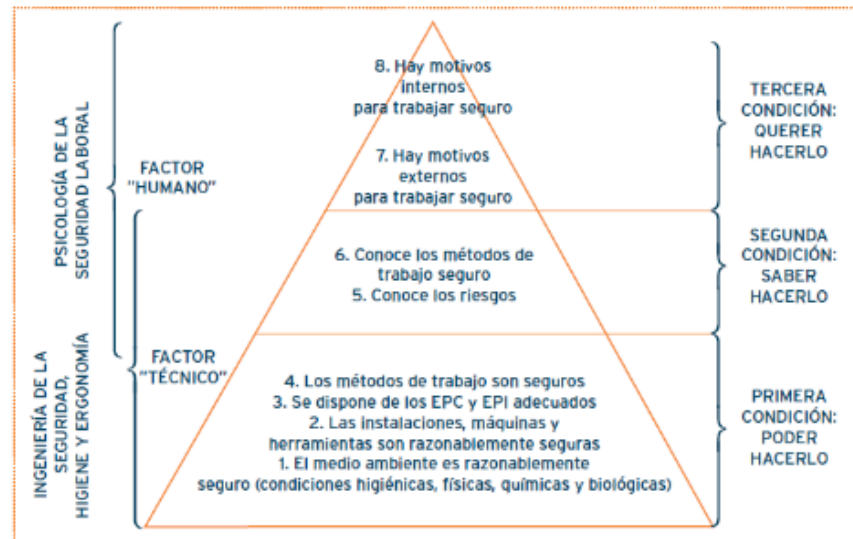 PSICOLOGÍA DE LA
SEGURIDAD LABORAL
INGENIERÍA DE LA
SEGURIDAD,
HIGIENE Y ERGONOMÍA
FACTOR
"HUMANO"
FACTOR
"TÉCNICO"
8. Hay motivos
internos
para trabajar seguro
7. Hay motivos
externos
para trabajar seguro
6. Conoce los métodos de
trabajo seguro
5. Conoce los riesgos
4. Los métodos de trabajo son seguros
3. Se dispone de los EPC y EPI adecuados
2. Las instalaciones, máquinas y
herramientas son razonablemente seguras
1. El medio ambiente es razonablemente
seguro (condiciones higiénicas, físicas, químicas y biológicas)
TERCERA
CONDICIÓN:
QUERER
HACERLO
SEGUNDA
CONDICIÓN:
SABER
HACERLO
PRIMERA
CONDICIÓN:
PODER
HACERLO